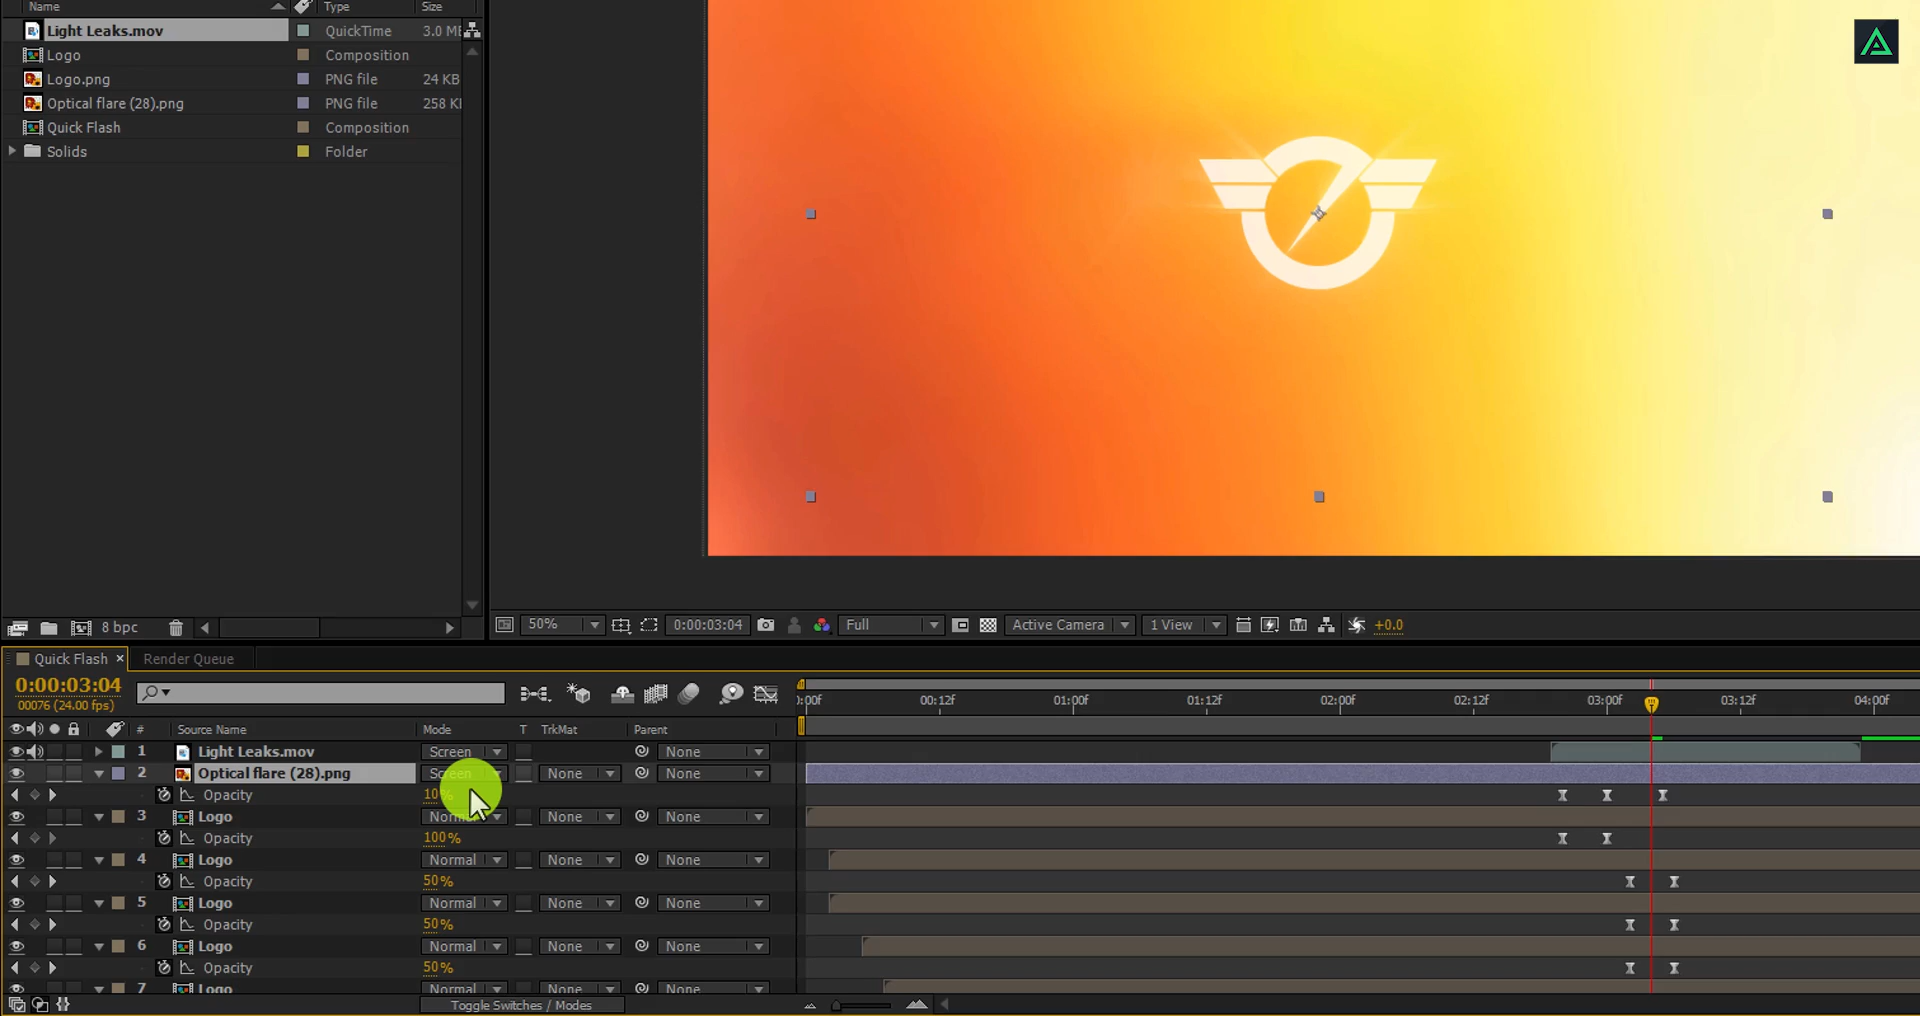 Name Type Size
Light Leaks.mov QuickTime 3.0 ME
Logo Composition
Logo.png PNG file 24 KB
Optical flare (28).png PNG file 258 KI
Quick Flash Composition
Solids Folder
8 bpc
50% 0:00:03:04 Full Active Camera 1 View +0.0
Quick Flash × Render Queue
0:00:03:04
00076 (24.00 fps)
):00f 00:12f 01:00f 01:12f 02:00f 02:12f 03:00f 03:12f 04:00f
# Source Name Mode T TrkMat Parent
1 Light Leaks.mov Screen None
2 Optical flare (28).png Screen None None
Opacity
3 Logo None None
Opacity 100%
4 Logo Normal None None
Opacity 50%
5 Logo Normal None None
Opacity 50%
6 Logo Normal None None
Opacity 50%
7 Logo Normal None None
Toggle Switches / Modes